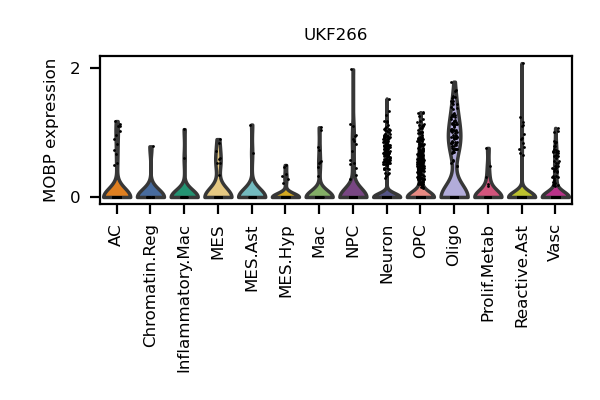 UKF266
MOBP expression
2
0
AC
Chromatin.Reg
Inflammatory.Mac
MES
MES.Ast
MES.Hyp
Mac
NPC
Neuron
OPC
Oligo
Prolif.Metab
Reactive.Ast
Vasc